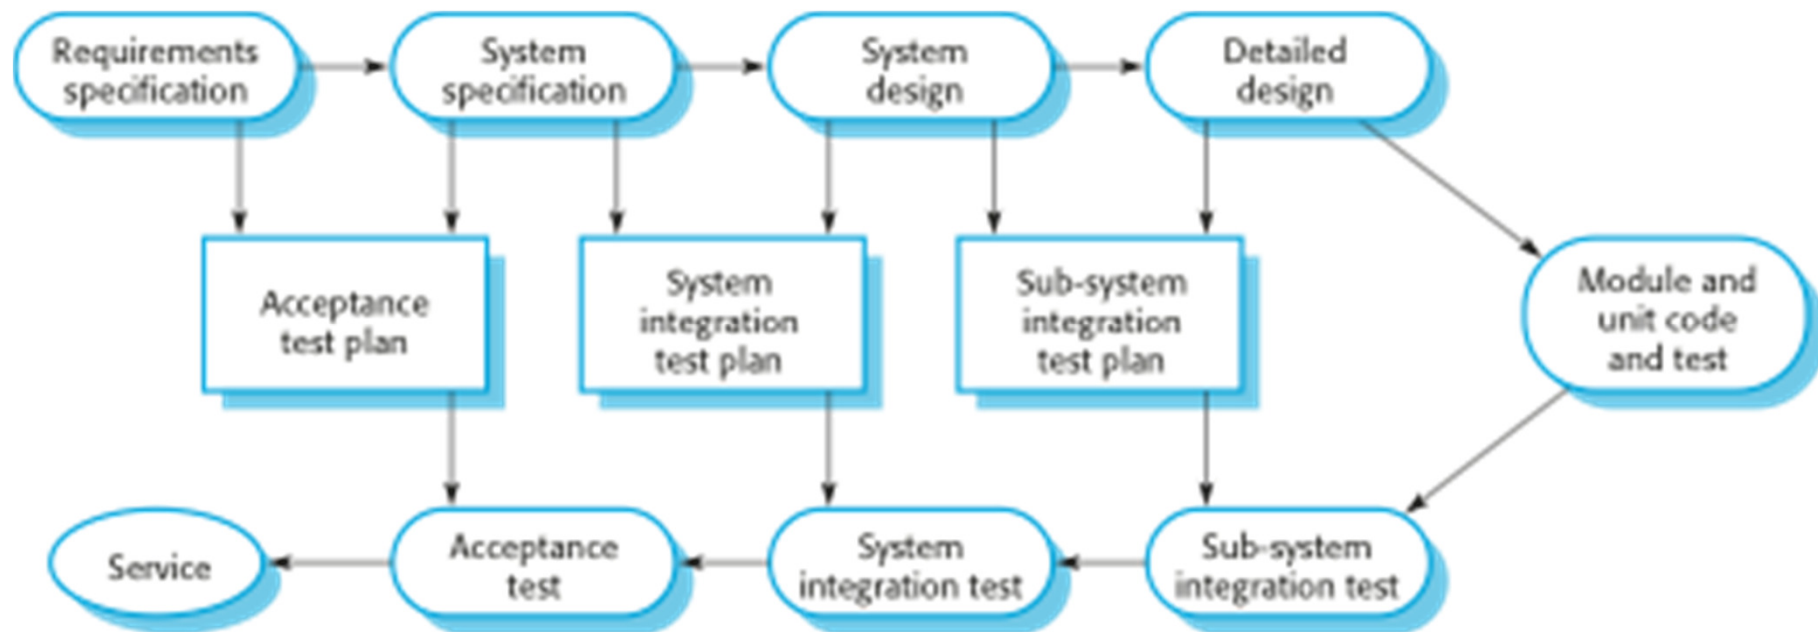 Requirements
specification
System
specification
System
design
Detailed
design
Acceptance
test plan
System
integration
test plan
Sub-system
integration
test plan
Module and
unit code
and test
Service
Acceptance
test
System
integration test
Sub-system
integration test